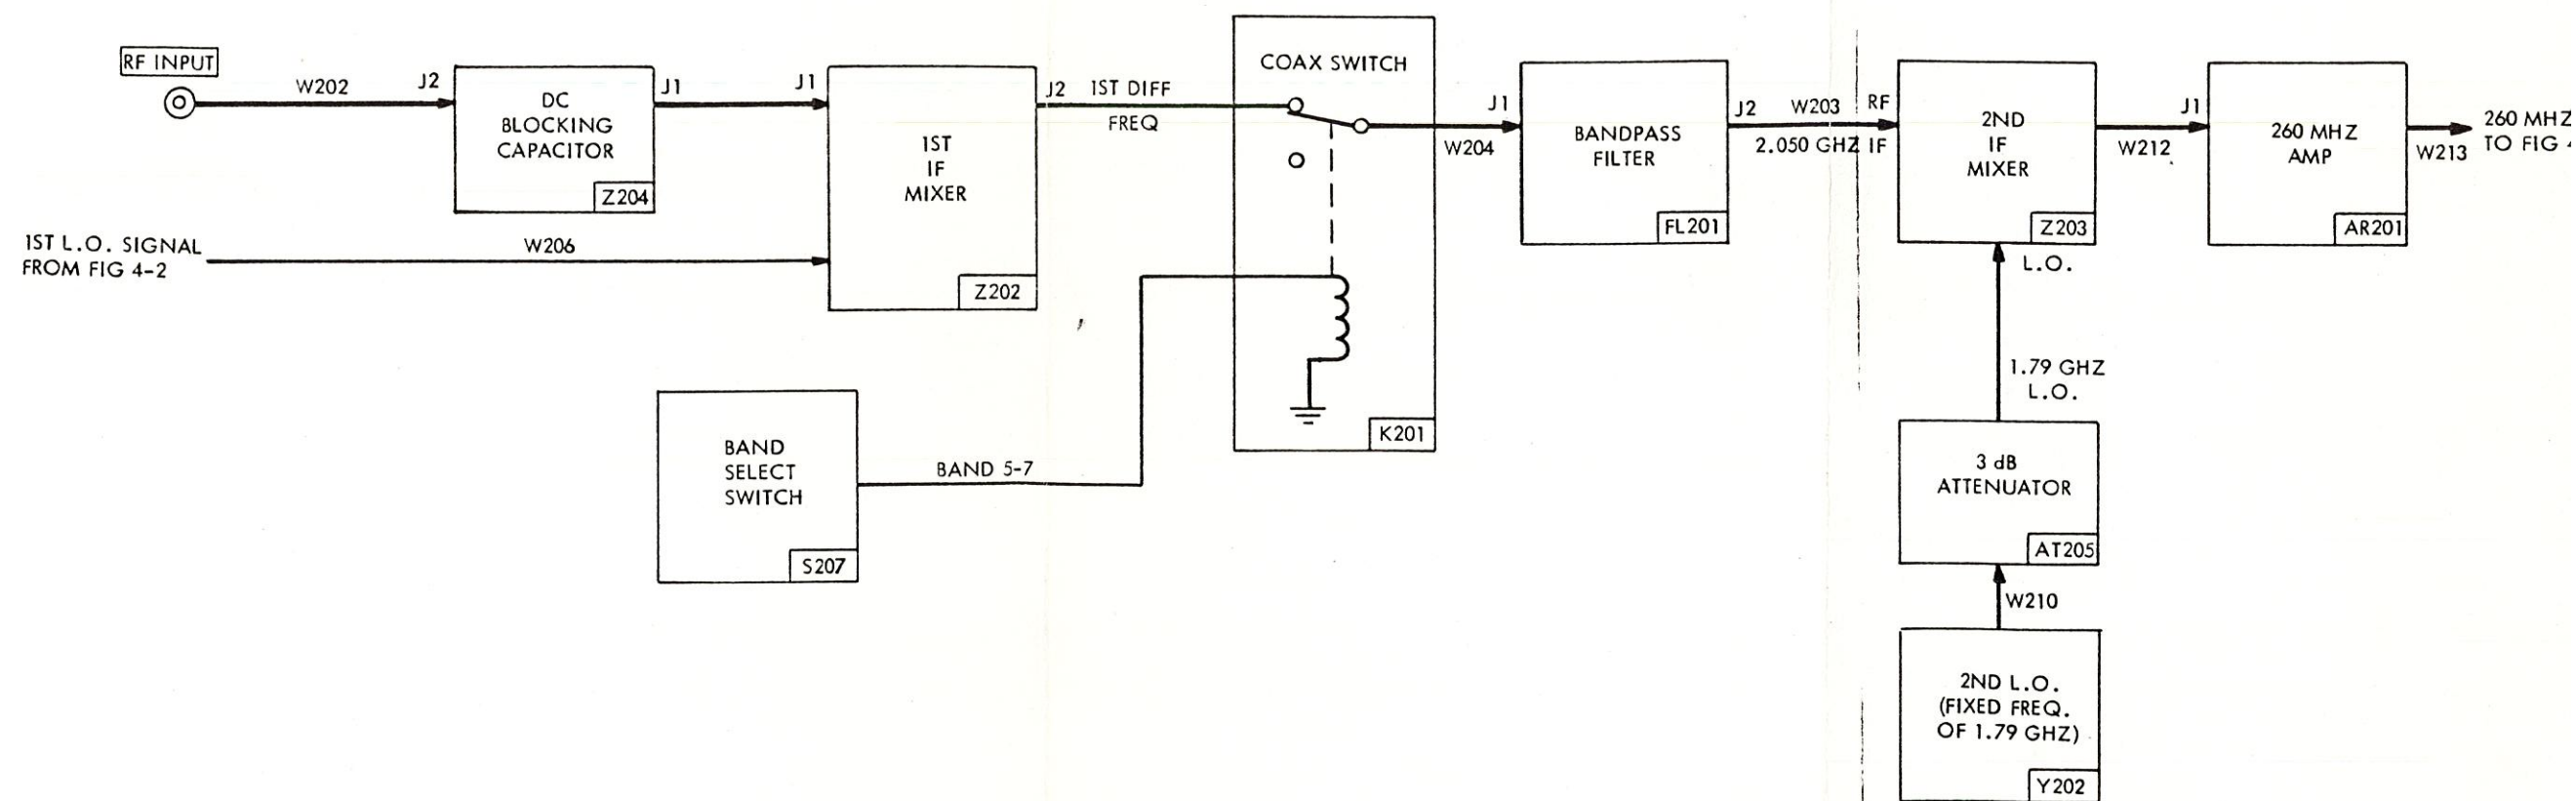 RF INPUT
W202
J2
DC
BLOCKING
CAPACITOR
Z204
J1
J1
1ST L.O. SIGNAL
FROM FIG 4-2
W206
1ST
IF
MIXER
Z202
J2
1ST DIFF
FREQ
COAX SWITCH
K201
BAND
SELECT
SWITCH
S207
BAND 5-7
W204
J1
BANDPASS
FILTER
FL201
J2
W203
2.050 GHZ IF
RF
2ND
IF
MIXER
Z203
L.O.
1.79 GHZ
L.O.
3 dB
ATTENUATOR
AT205
W210
2ND L.O.
(FIXED FREQ.
OF 1.79 GHZ)
Y202
W212
J1
260 MHZ
AMP
AR201
W213
260 MHZ
TO FIG